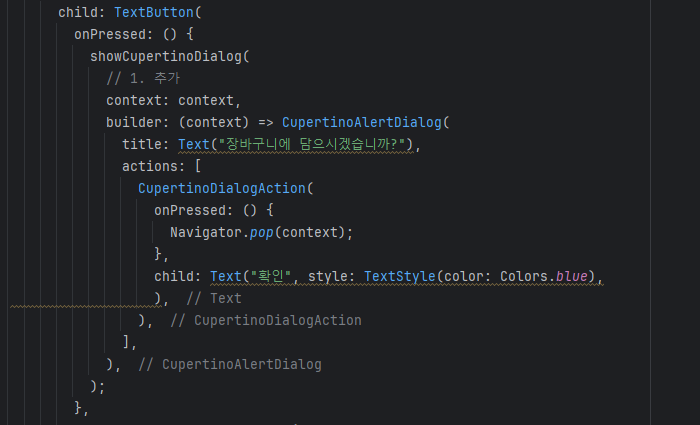 child: TextButton(
onPressed: () {
showCupertinoDialog(
// 1. 추가
context: context,
builder: (context) => CupertinoAlertDialog(
title: Text("장바구니에 담으시겠습니까?"),
actions: [
CupertinoDialogAction(
onPressed: () {
Navigator.pop(context);
},
child: Text("확인", style: TextStyle(color: Colors.blue),
), // Text
), // CupertinoDialogAction
],
), // CupertinoAlertDialog
);
},